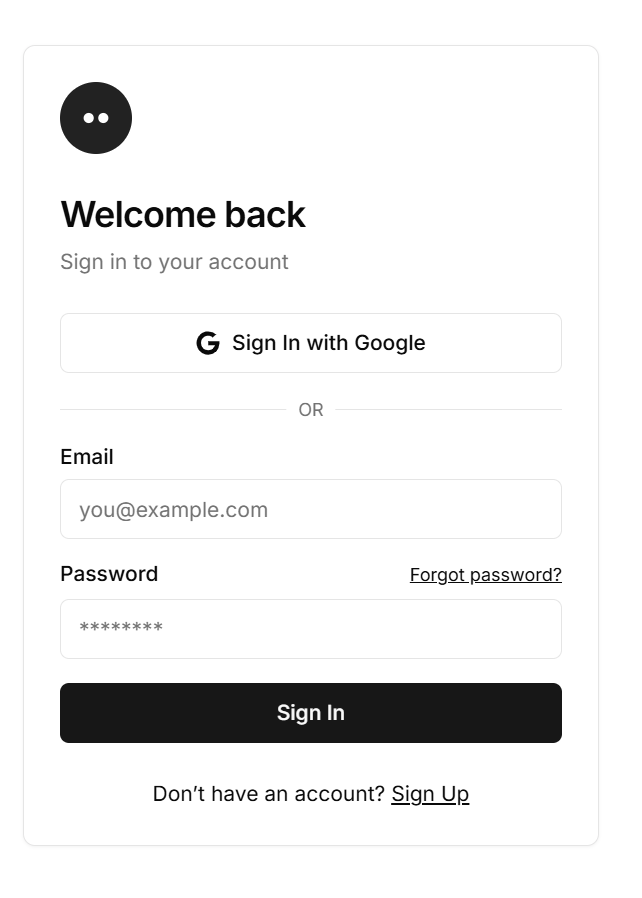 Welcome back
Sign in to your account
Sign In with Google
OR
Email
you@example.com
Password Forgot password?
********
Sign In
Don’t have an account? Sign Up